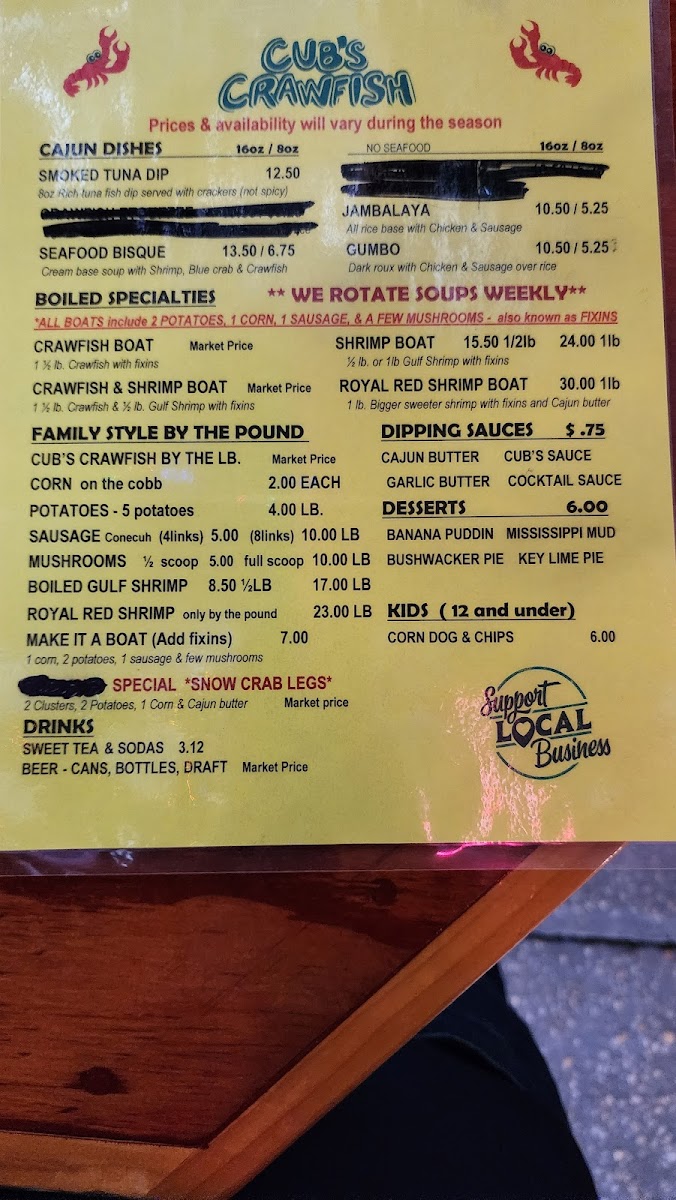 CUB'S
CRAWFISH
Prices & availability will vary during the season
CAJUN DISHES 16oz / 8oz
SMOKED TUNA DIP 12.50
8oz Rich tuna fish dip served with crackers (not spicy)
SEAFOOD BISQUE 13.50 / 6.75
Cream base soup with Shrimp, Blue crab & Crawfish
NO SEAFOOD 16oz / 8oz
JAMBALAYA 10.50 / 5.25
All rice base with Chicken & Sausage
GUMBO 10.50 / 5.25
Dark roux with Chicken & Sausage over rice
BOILED SPECIALTIES ** WE ROTATE SOUPS WEEKLY**
*ALL BOATS include 2 POTATOES, 1 CORN, 1 SAUSAGE, & A FEW MUSHROOMS - also known as FIXINS
CRAWFISH BOAT Market Price
1 ½ lb. Crawfish with fixins
SHRIMP BOAT 15.50 1/2lb 24.00 1lb
½ lb. or 1lb Gulf Shrimp with fixins
CRAWFISH & SHRIMP BOAT Market Price
1 ½ lb. Crawfish & ½ lb. Gulf Shrimp with fixins
ROYAL RED SHRIMP BOAT 30.00 1lb
1 lb. Bigger sweeter shrimp with fixins and Cajun butter
FAMILY STYLE BY THE POUND
CUB'S CRAWFISH BY THE LB. Market Price
CORN on the cobb 2.00 EACH
POTATOES - 5 potatoes 4.00 LB.
SAUSAGE Conecuh (4links) 5.00 (8links) 10.00 LB
MUSHROOMS ½ scoop 5.00 full scoop 10.00 LB
BOILED GULF SHRIMP 8.50 ½LB 17.00 LB
ROYAL RED SHRIMP only by the pound 23.00 LB
MAKE IT A BOAT (Add fixins) 7.00
1 corn, 2 potatoes, 1 sausage & few mushrooms
SPECIAL *SNOW CRAB LEGS*
2 Clusters, 2 Potatoes, 1 Corn & Cajun butter Market price
DRINKS
SWEET TEA & SODAS 3.12
BEER - CANS, BOTTLES, DRAFT Market Price
DIPPING SAUCES $ .75
CAJUN BUTTER CUB'S SAUCE
GARLIC BUTTER COCKTAIL SAUCE
DESSERTS 6.00
BANANA PUDDIN MISSISSIPPI MUD
BUSHWACKER PIE KEY LIME PIE
KIDS ( 12 and under)
CORN DOG & CHIPS 6.00
Support
LOCAL
Business